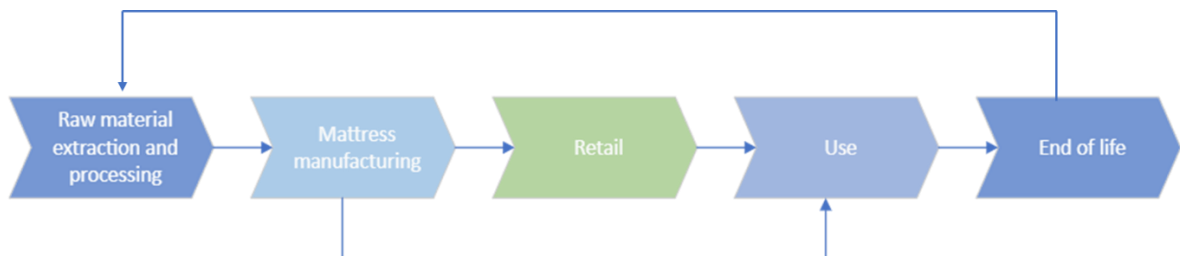 Raw material
extraction and
processing
Mattress
manufacturing
Retail
Use
End of life